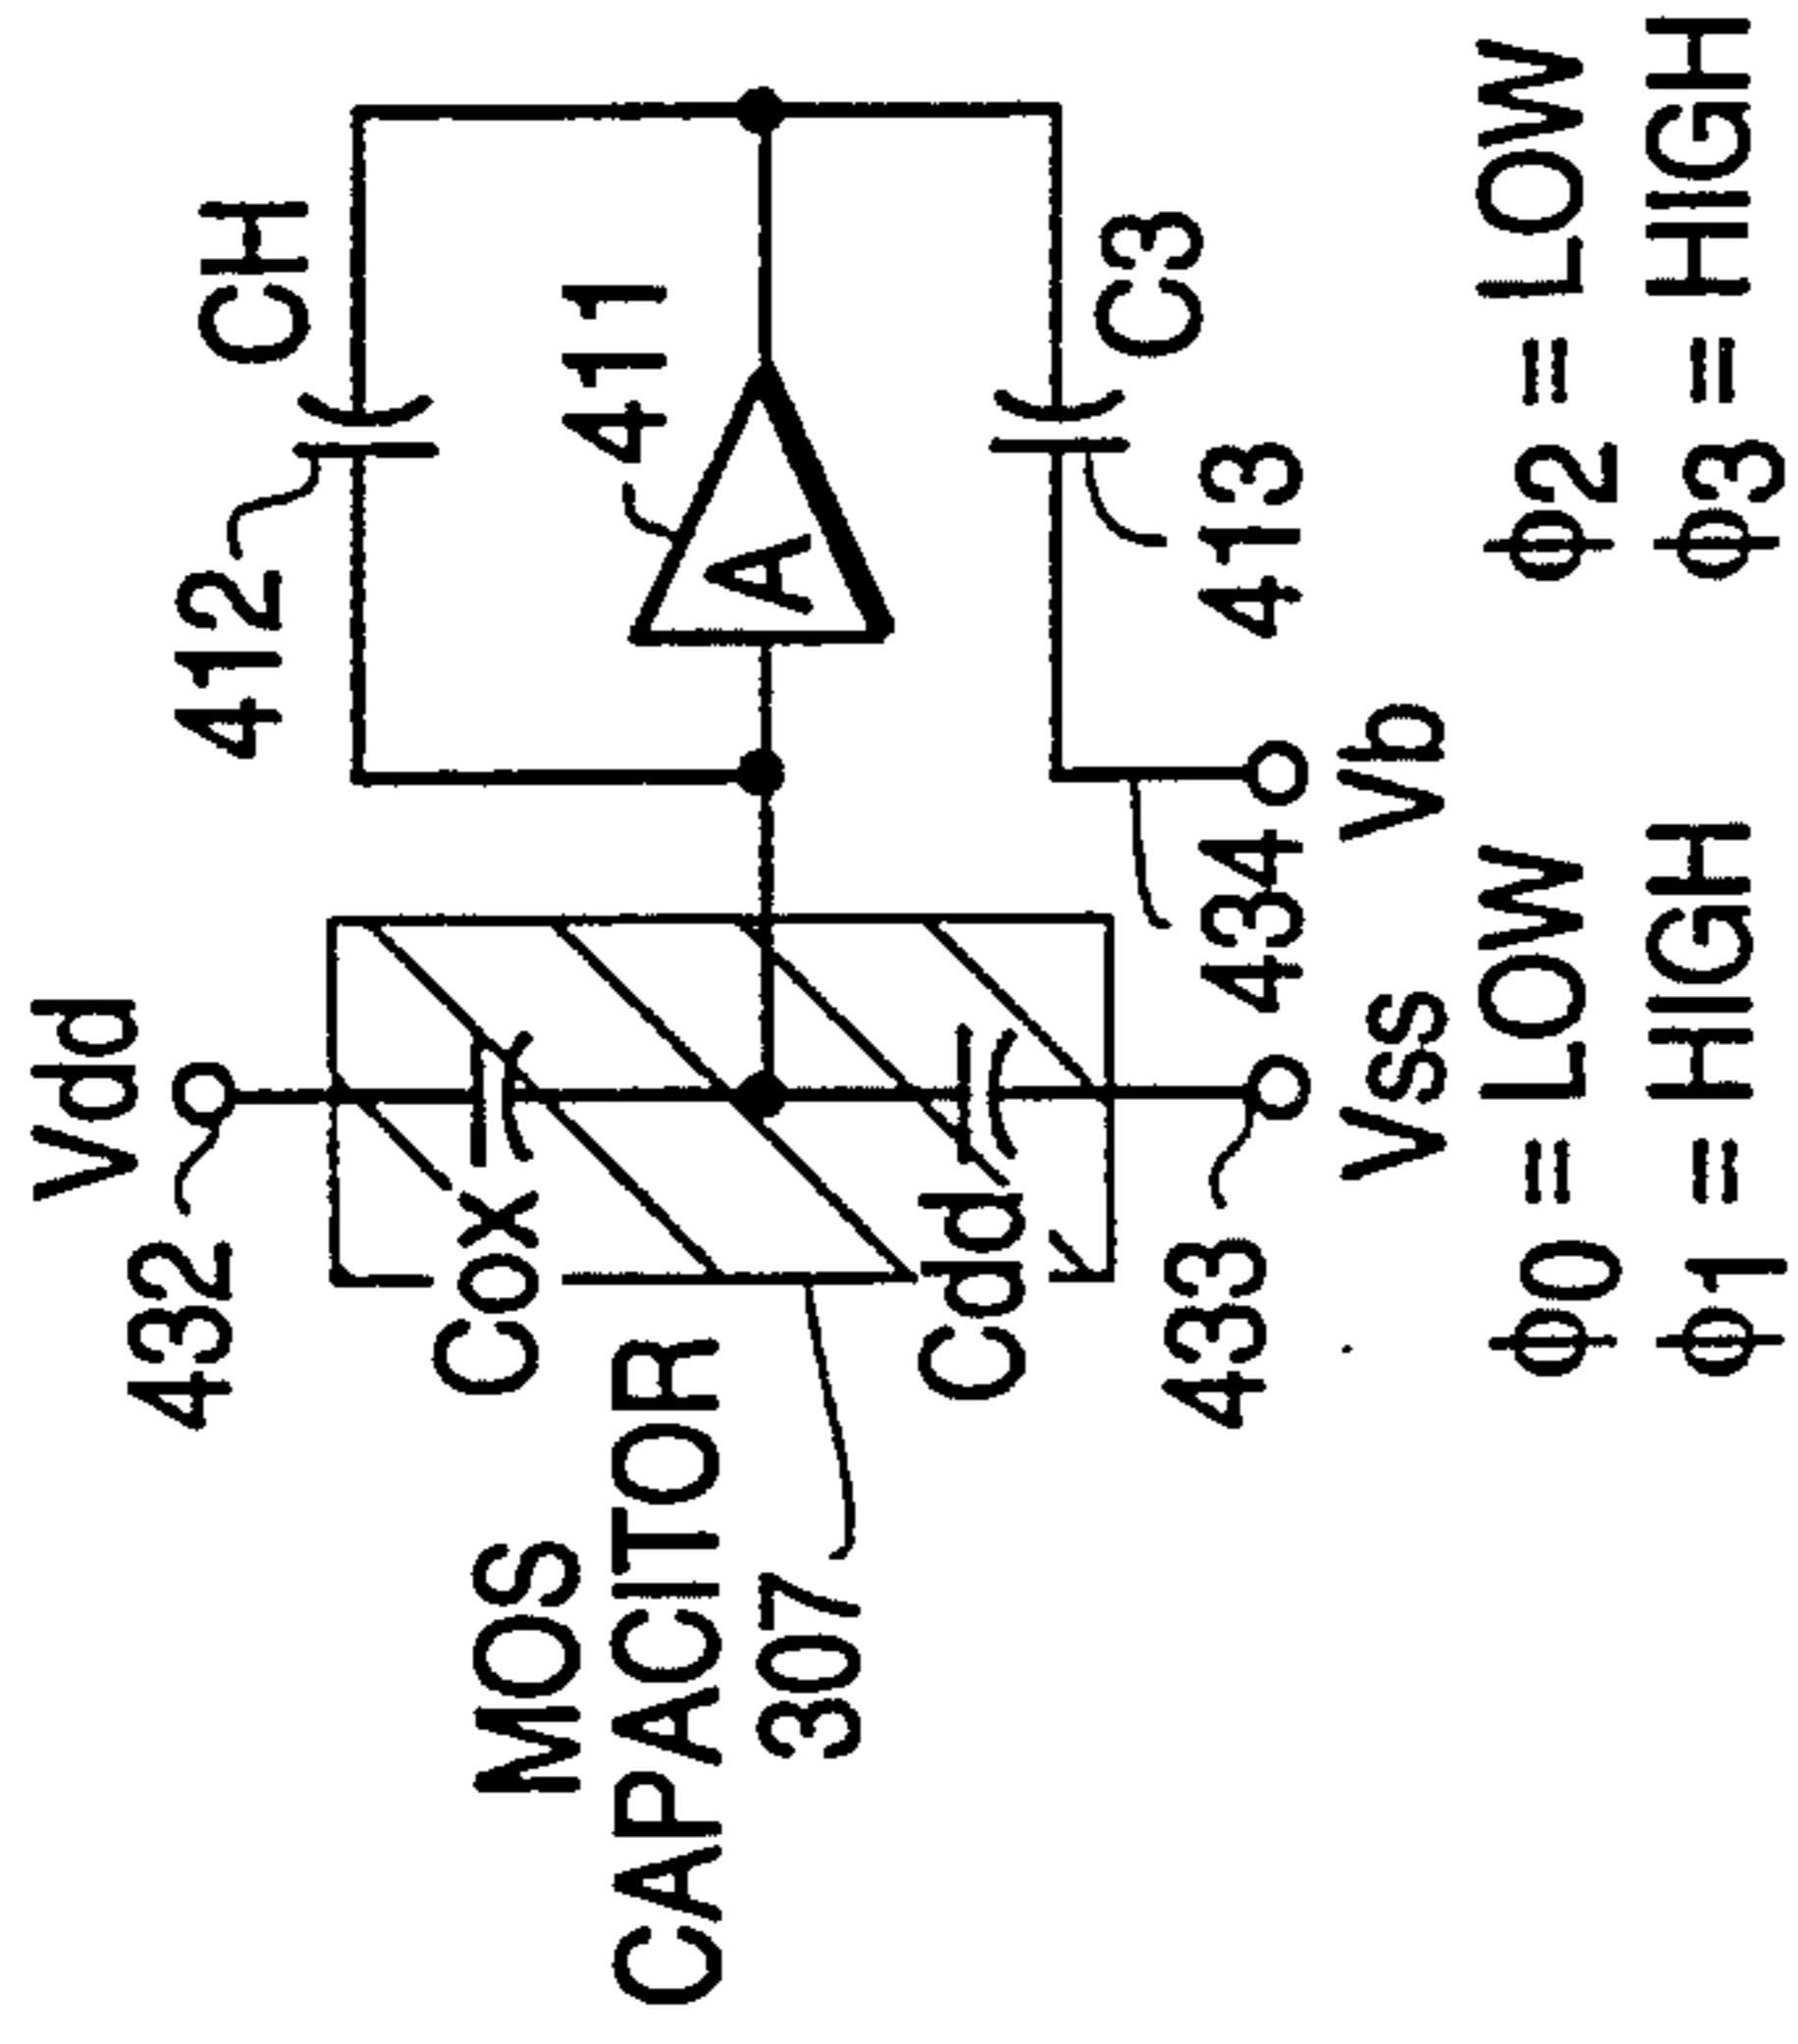 Vdd
432
412
CH
MOS
CAPACITOR
307
Cox
411
A
Cdd
C3
433
434
413
Vss
Vb
φ0 = LOW
φ2 = LOW
φ1 = HIGH
φ3 = HIGH